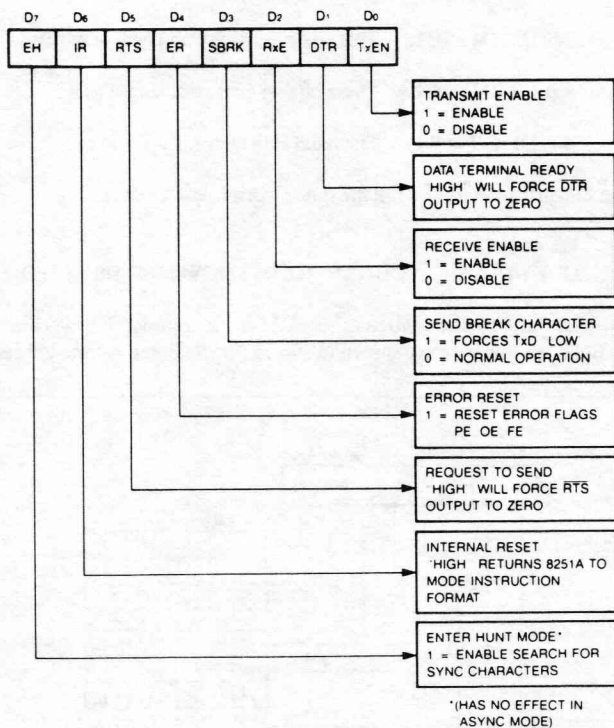 D7 D6 D5 D4 D3 D2 D1 D0
EH IR RTS ER SBRK RxE DTR TxEN
TRANSMIT ENABLE
1 = ENABLE
0 = DISABLE
DATA TERMINAL READY
'HIGH' WILL FORCE D̅T̅R̅
OUTPUT TO ZERO
RECEIVE ENABLE
1 = ENABLE
0 = DISABLE
SEND BREAK CHARACTER
1 = FORCES TxD LOW
0 = NORMAL OPERATION
ERROR RESET
1 = RESET ERROR FLAGS
PE OE FE
REQUEST TO SEND
'HIGH' WILL FORCE R̅T̅S̅
OUTPUT TO ZERO
INTERNAL RESET
'HIGH' RETURNS 8251A TO
MODE INSTRUCTION
FORMAT
ENTER HUNT MODE*
1 = ENABLE SEARCH FOR
SYNC CHARACTERS
*(HAS NO EFFECT IN
ASYNC MODE)